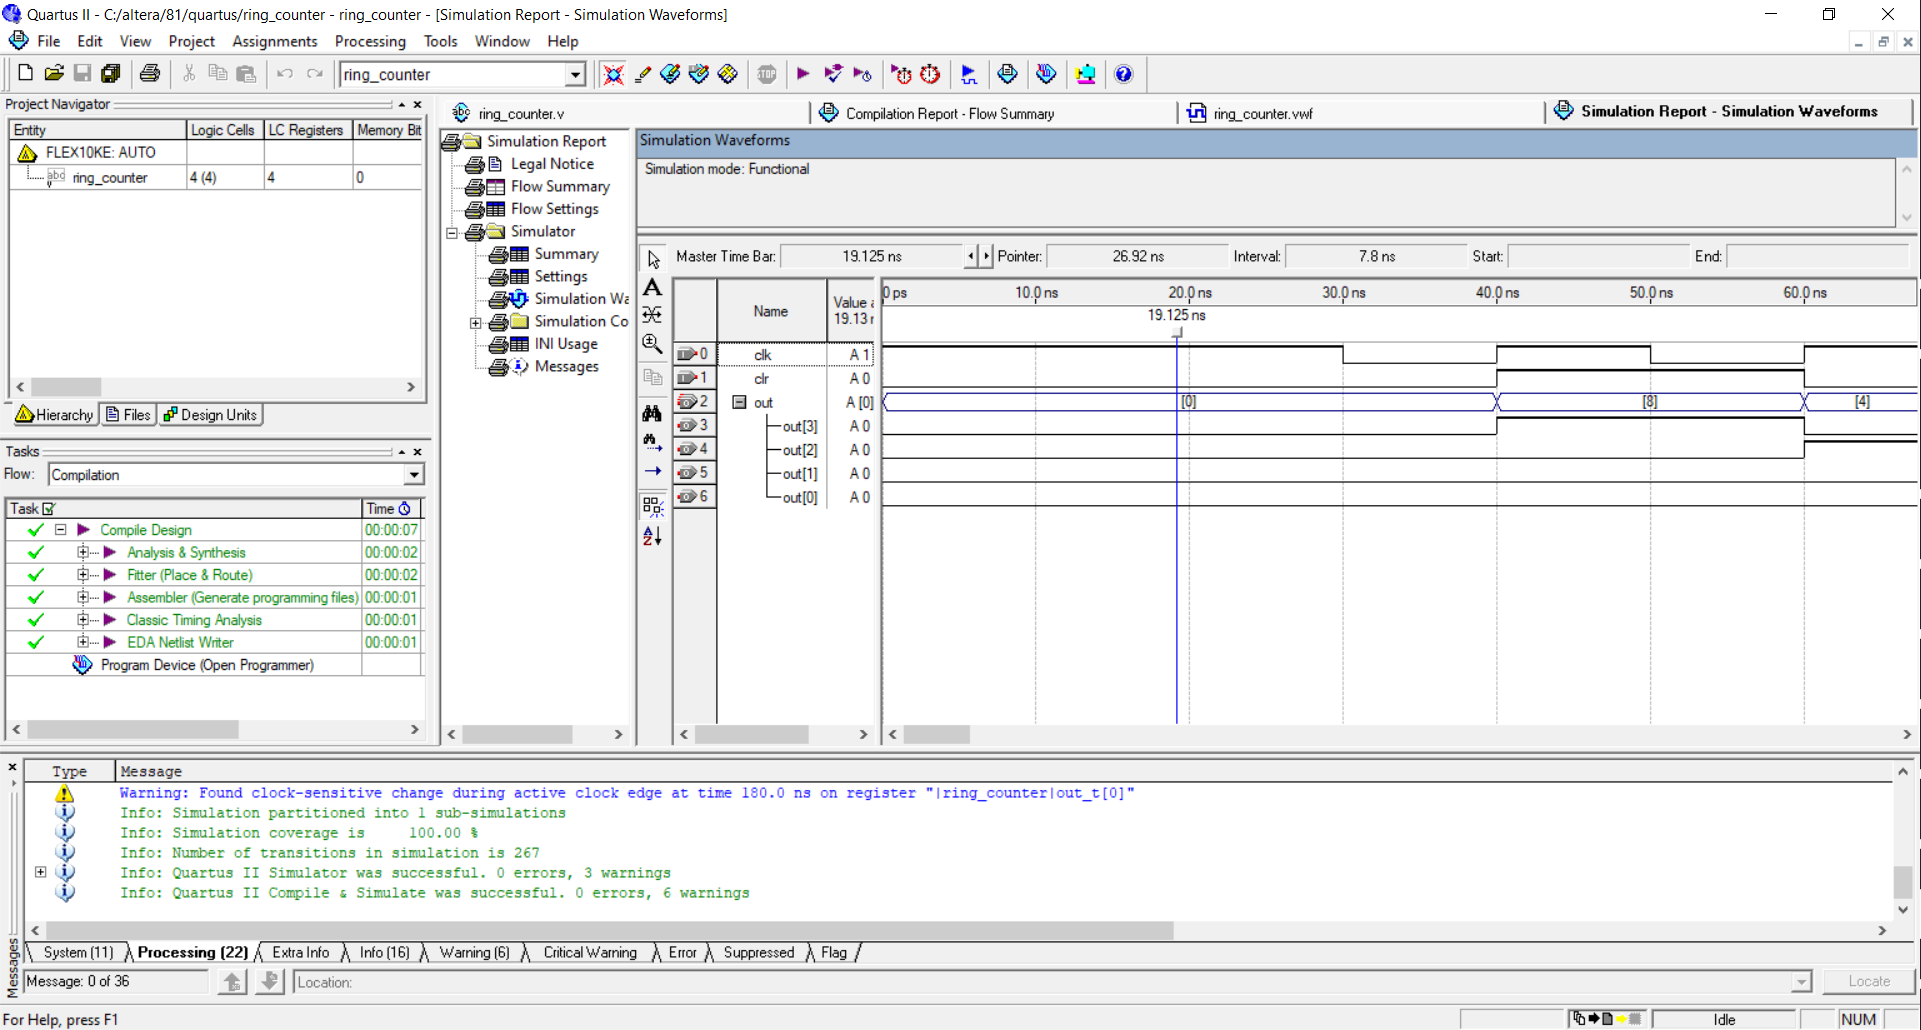 Quartus II - C:/altera/81/quartus/ring_counter - ring_counter - [Simulation Report - Simulation Waveforms]
File Edit View Project Assignments Processing Tools Window Help
ring_counter
STOP
Project Navigator
Entity Logic Cells LC Registers Memory Bit
FLEX10KE: AUTO
abd ring_counter 4 (4) 4 0
Hierarchy Files Design Units
Tasks
Flow: Compilation
Task Time
Compile Design 00:00:07
Analysis & Synthesis 00:00:02
Fitter (Place & Route) 00:00:02
Assembler (Generate programming files) 00:00:01
Classic Timing Analysis 00:00:01
EDA Netlist Writer 00:00:01
Program Device (Open Programmer)
abc ring_counter.v Compilation Report - Flow Summary ring_counter.vwf Simulation Report - Simulation Waveforms
Simulation Report
Legal Notice
Flow Summary
Flow Settings
Simulator
Summary
Settings
Simulation Wa
Simulation Co
INI Usage
Messages
Simulation Waveforms
Simulation mode: Functional
Master Time Bar: 19.125 ns Pointer: 26.92 ns Interval: 7.8 ns Start: End:
Name Value a
19.13 n
0 ps 10.0 ns 20.0 ns 30.0 ns 40.0 ns 50.0 ns 60.0 ns
19.125 ns
0 clk A 1
1 clr A 0
2 out A [0] [0] [8] [4]
3 out[3] A 0
4 out[2] A 0
5 out[1] A 0
6 out[0] A 0
Type Message
Warning: Found clock-sensitive change during active clock edge at time 180.0 ns on register "|ring_counter|out_t[0]"
Info: Simulation partitioned into 1 sub-simulations
Info: Simulation coverage is 100.00 %
Info: Number of transitions in simulation is 267
Info: Quartus II Simulator was successful. 0 errors, 3 warnings
Info: Quartus II Compile & Simulate was successful. 0 errors, 6 warnings
System (11) Processing (22) Extra Info Info (16) Warning (6) Critical Warning Error Suppressed Flag
Messages
Message: 0 of 36 Location: Locate
For Help, press F1 Idle NUM